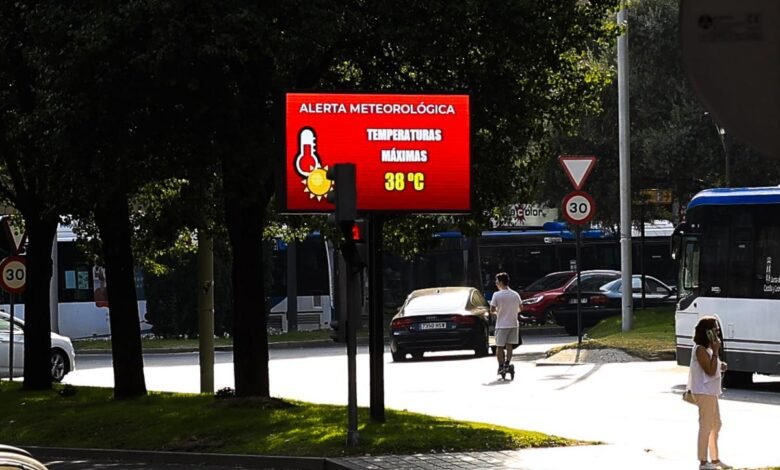 ALERTA METEOROLÓGICA
TEMPERATURAS
MÁXIMAS
38 ºC
30
30